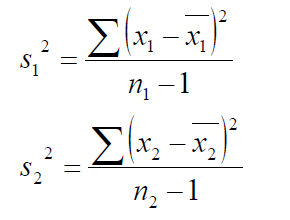 s₁² = ∑(x₁ − x̅₁)² / (n₁ − 1)
s₂² = ∑(x₂ − x̅₂)² / (n₂ − 1)